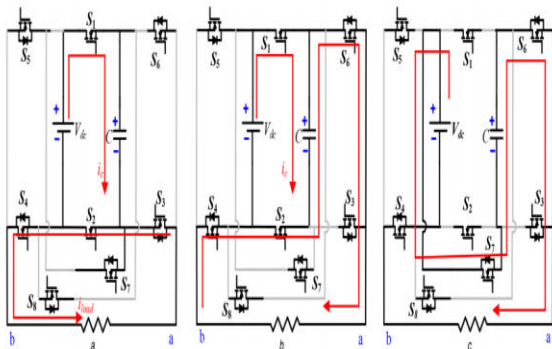 S1 S5 S6
+ Vdc - + C - ic
S4 S2 S3
S7
S8 iload
b a a
S5 S1 S6
+ Vdc - + C - ic
S4 S2 S3
S7
S8
b b a
S5 S1 S6
+ Vdc - + C -
S4 S2 S3
S7
S8
b c a